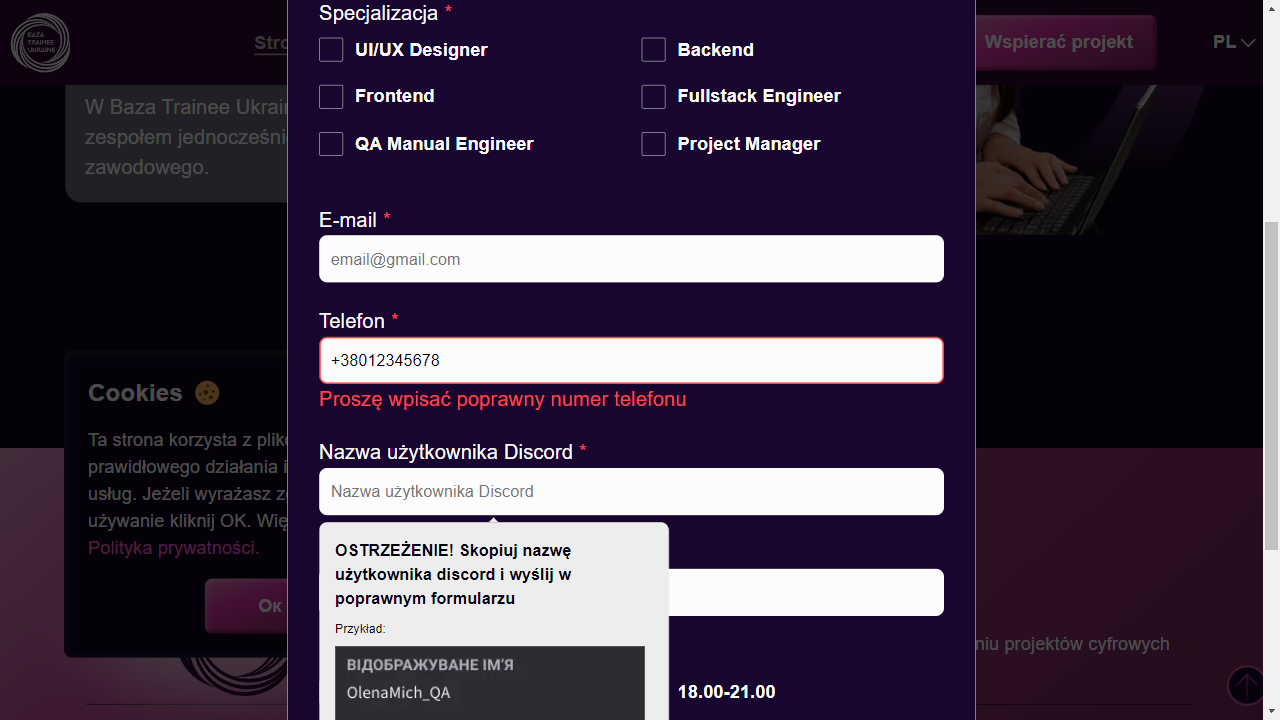 BAZA
TRAINEE
UKRAINE
Stro
Wspierać projekt
PL
W Baza Trainee Ukrain
zespołem jednocześni
zawodowego.
Specjalizacja *
UI/UX Designer
Backend
Frontend
Fullstack Engineer
QA Manual Engineer
Project Manager
E-mail *
email@gmail.com
Telefon *
+38012345678
Proszę wpisać poprawny numer telefonu
Nazwa użytkownika Discord *
Nazwa użytkownika Discord
OSTRZEŻENIE! Skopiuj nazwę
użytkownika discord i wyślij w
poprawnym formularzu
Przykład:
ВІДОБРАЖУВАНЕ ІМ'Я
OlenaMich_QA
18.00-21.00
Cookies
Ta strona korzysta z plikó
prawidłowego działania i
usług. Jeżeli wyrażasz zg
używanie kliknij OK. Wię
Polityka prywatności.
Ок
niu projektów cyfrowych